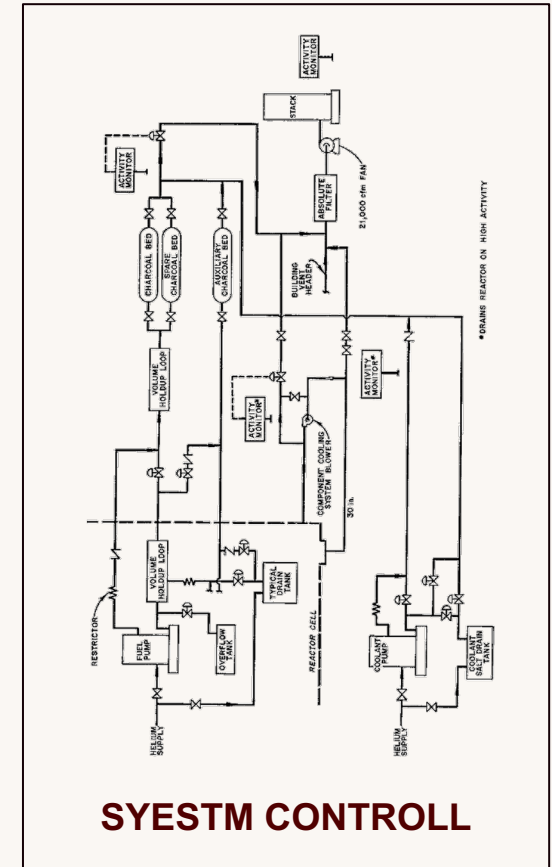 ACTIVITY
MONITOR
STACK
21,000 cfm FAN
ABSOLUTE
FILTER
BUILDING
VENT
HEADER
ACTIVITY
MONITOR
CHARCOAL BED
SPARE
CHARCOAL BED
AUXILIARY
CHARCOAL BED
*DRAINS REACTOR ON HIGH ACTIVITY
VOLUME
HOLDUP LOOP
ACTIVITY
MONITOR*
ACTIVITY
MONITOR*
COMPONENT COOLING
SYSTEM BLOWER
30 in.
RESTRICTOR
VOLUME
HOLDUP LOOP
TYPICAL
DRAIN
TANK
REACTOR CELL
FUEL
PUMP
OVERFLOW
TANK
HELIUM
SUPPLY
COOLANT
PUMP
COOLANT
SALT DRAIN
TANK
HELIUM
SUPPLY
SYESTM CONTROLL